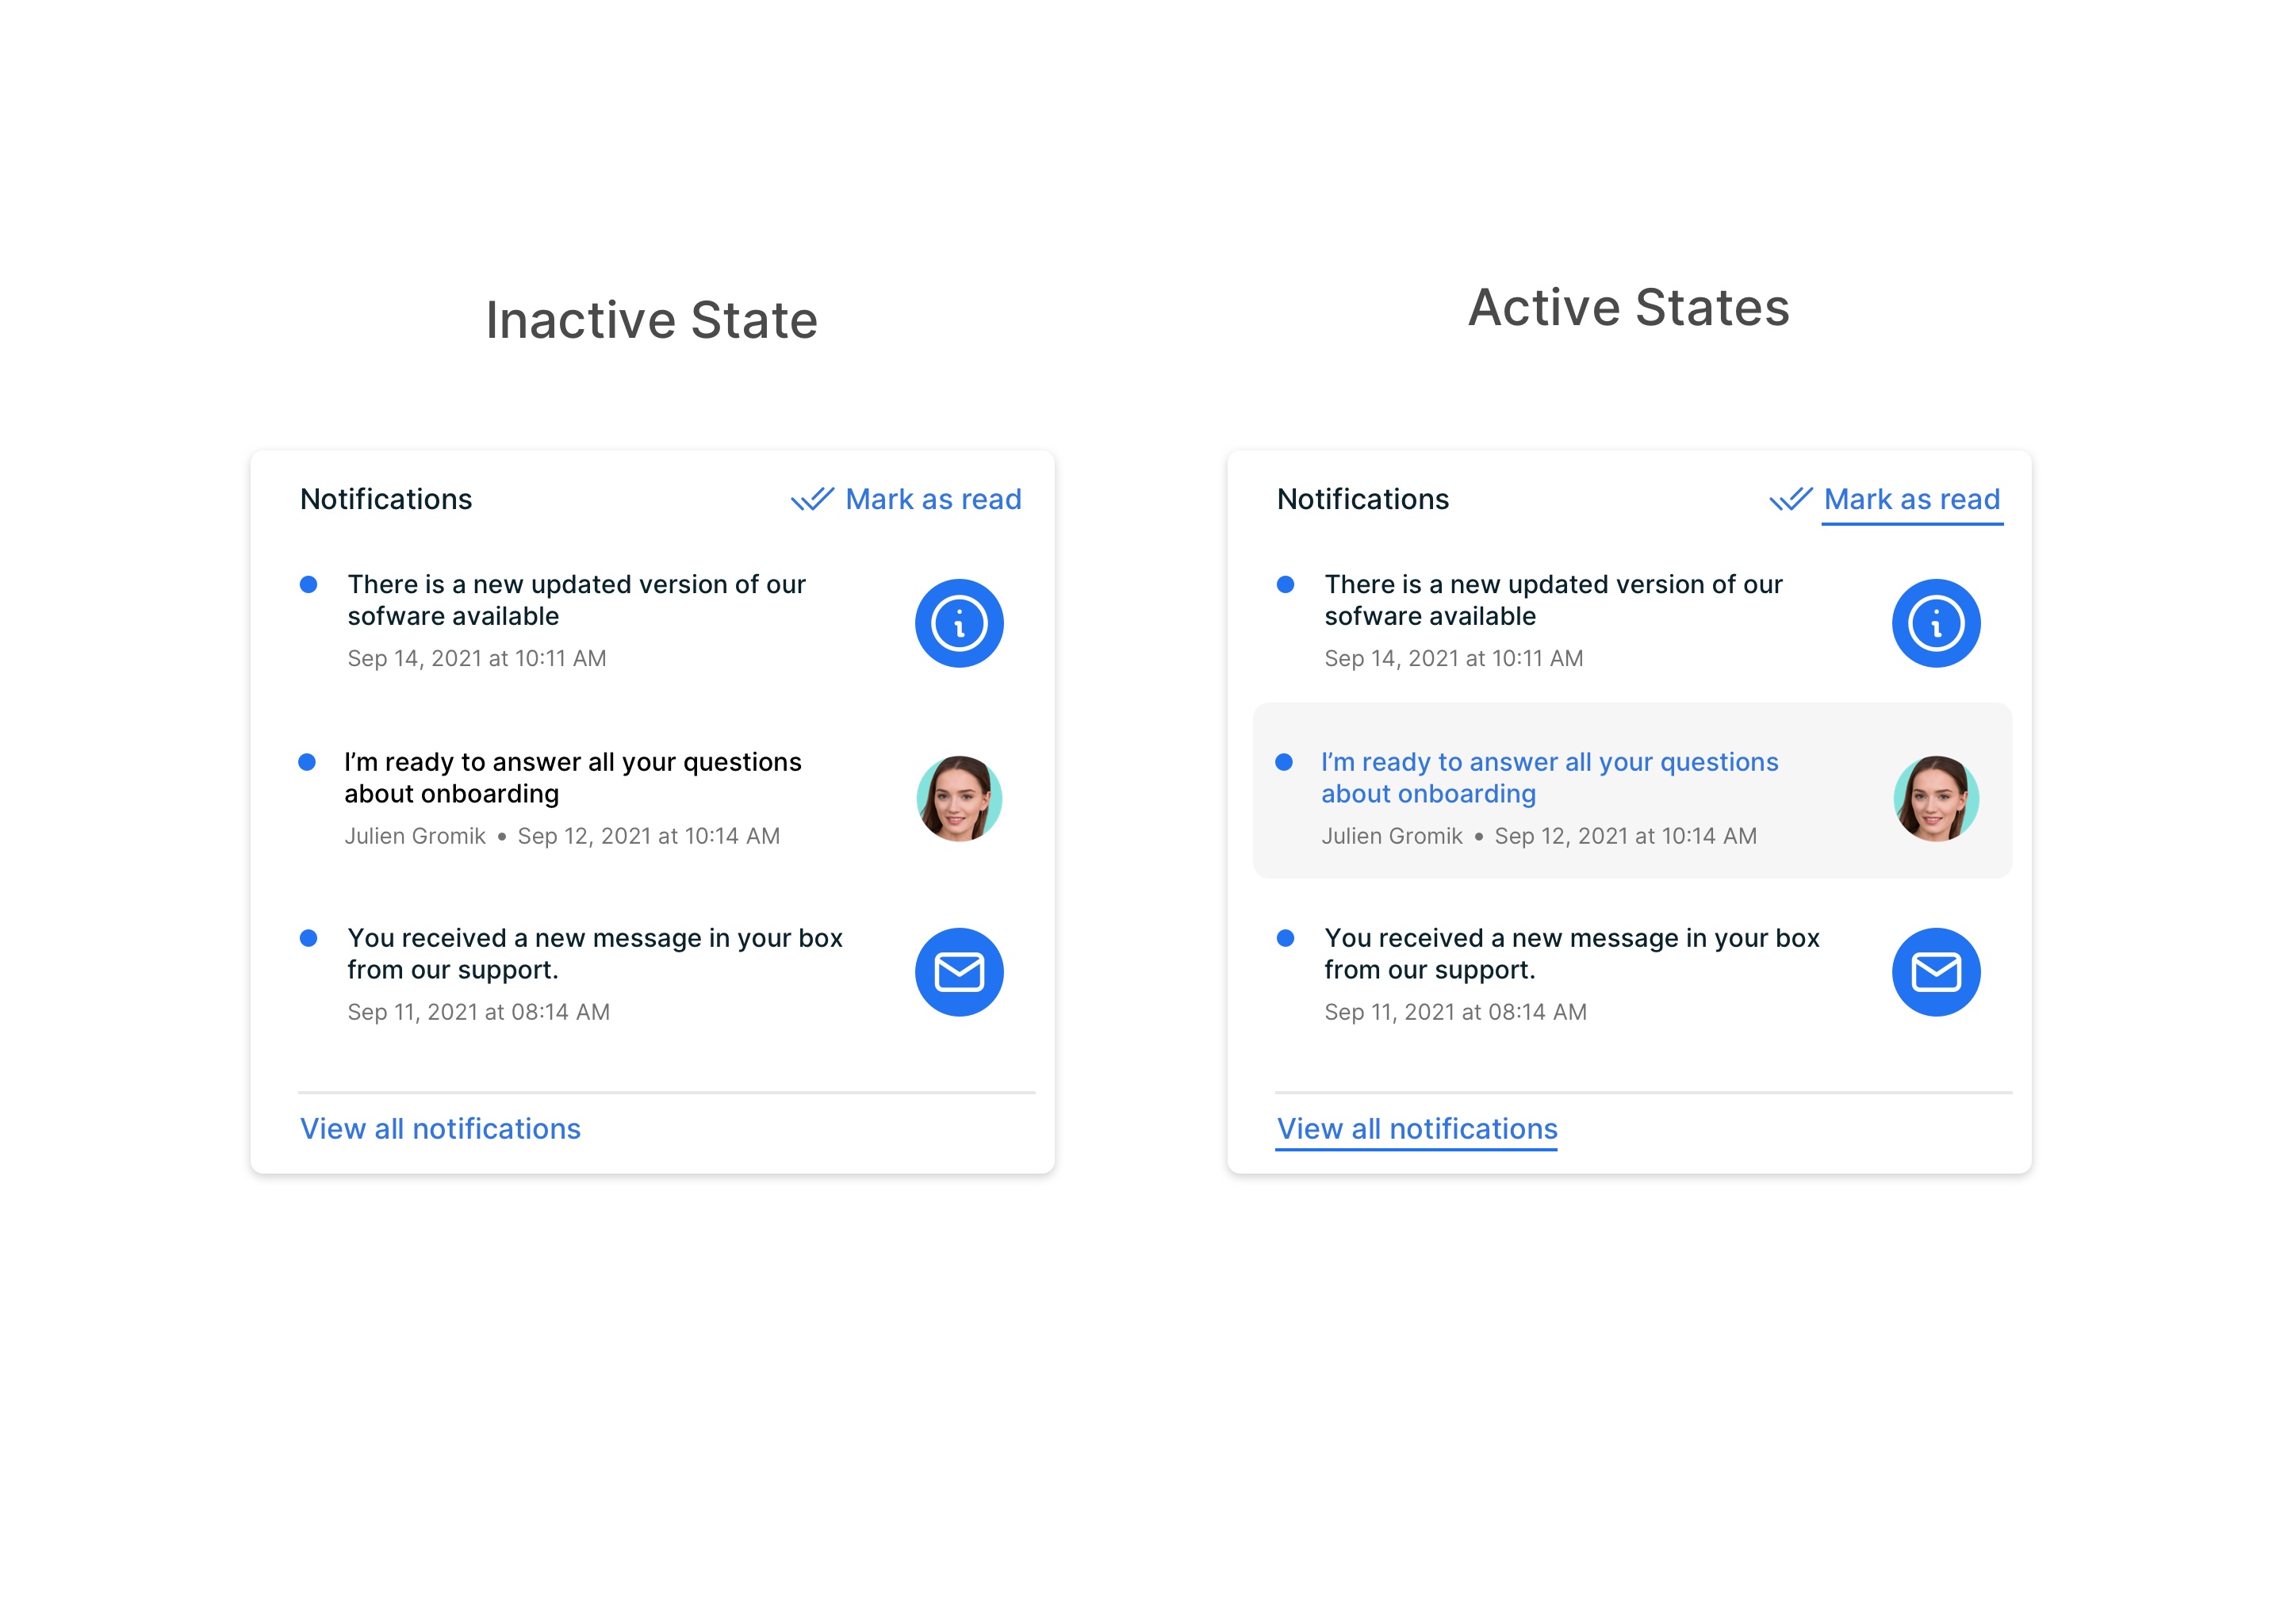 Inactive State
Notifications
Mark as read
There is a new updated version of our
sofware available
Sep 14, 2021 at 10:11 AM
I’m ready to answer all your questions
about onboarding
Julien Gromik • Sep 12, 2021 at 10:14 AM
You received a new message in your box
from our support.
Sep 11, 2021 at 08:14 AM
View all notifications
Active States
Notifications
Mark as read
There is a new updated version of our
sofware available
Sep 14, 2021 at 10:11 AM
I’m ready to answer all your questions
about onboarding
Julien Gromik • Sep 12, 2021 at 10:14 AM
You received a new message in your box
from our support.
Sep 11, 2021 at 08:14 AM
View all notifications